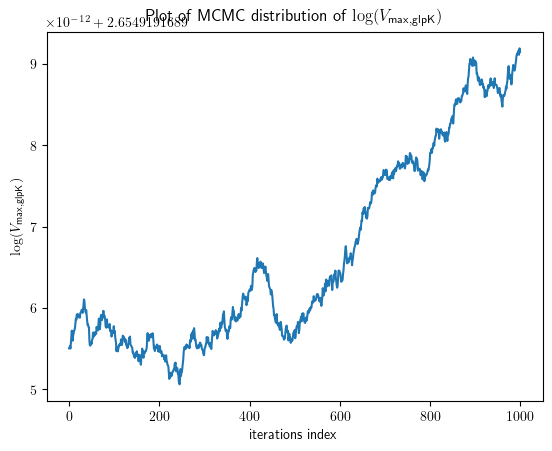 Plot of MCMC distribution of log(V_max,glpK)
×10⁻¹² + 2.6549191689
9
8
7
6
5
log(V_max,glpK)
0 200 400 600 800 1000
iterations index